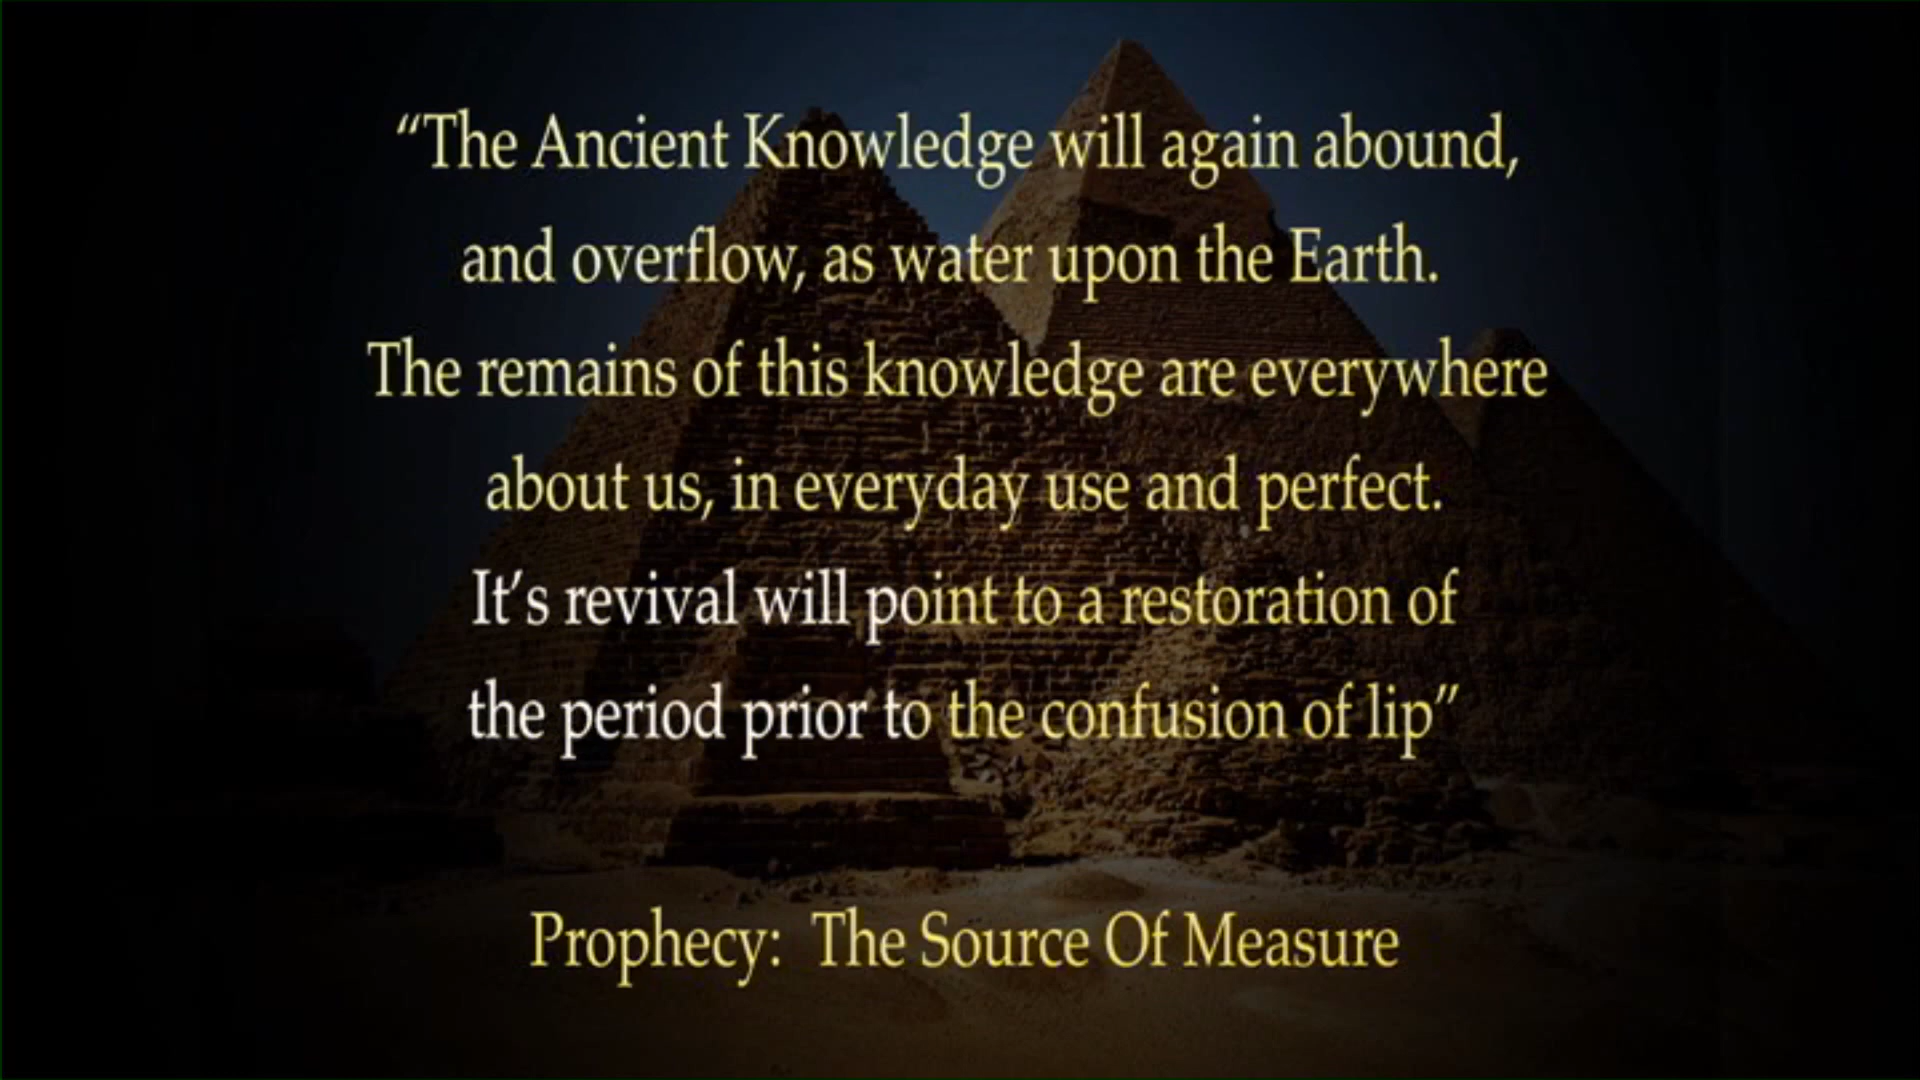 “The Ancient Knowledge will again abound,
and overflow, as water upon the Earth.
The remains of this knowledge are everywhere
about us, in everyday use and perfect.
It’s revival will point to a restoration of
the period prior to the confusion of lip”
Prophecy:  The Source Of Measure